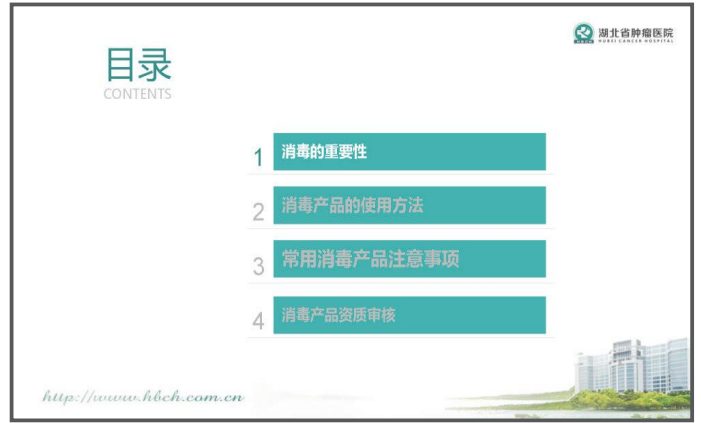 湖北省肿瘤医院
HUBEI CANCER HOSPITAL
目录
CONTENTS
1 消毒的重要性
2 消毒产品的使用方法
3 常用消毒产品注意事项
4 消毒产品资质审核
http://www.hbch.com.cn